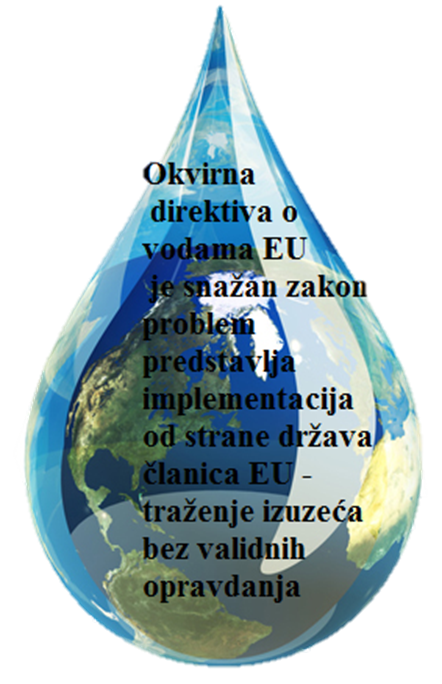 Okvirna
direktiva o
vodama EU
je snažan zakon
problem
predstavlja
implementacija
od strane država
članica EU -
traženje izuzeća
bez validnih
opravdanja